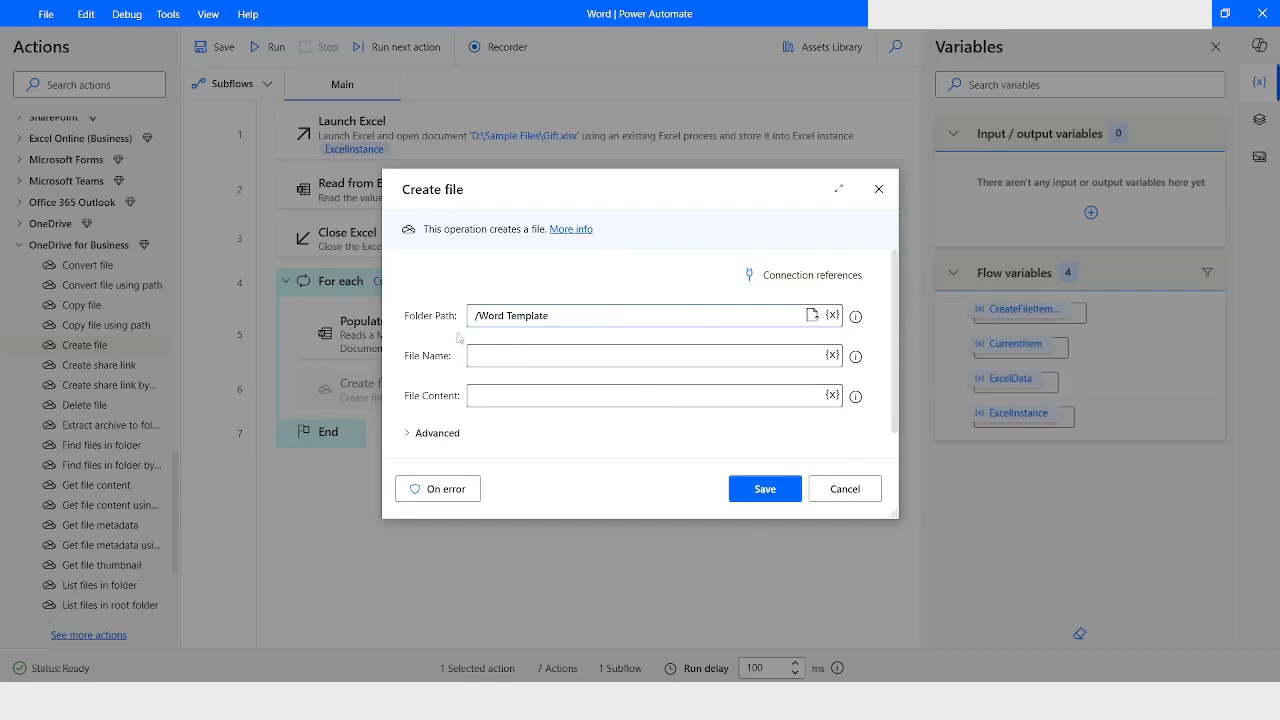 File Edit Debug Tools View Help
Word | Power Automate
Actions
Search actions
SharePoint
Excel Online (Business)
Microsoft Forms
Microsoft Teams
Office 365 Outlook
OneDrive
OneDrive for Business
Convert file
Convert file using path
Copy file
Copy file using path
Create file
Create share link
Create share link by...
Delete file
Extract archive to fol...
Find files in folder
Find files in folder by...
Get file content
Get file content usin...
Get file metadata
Get file metadata usi...
Get file thumbnail
List files in folder
List files in root folder
See more actions
Save Run Stop Run next action Recorder Assets Library
Subflows Main
1 Launch Excel
Launch Excel and open document 'D:\Sample Files\Gift.xlsx' using an existing Excel process and store it into Excel instance
ExcelInstance
2 Read from E
Read the value
3 Close Excel
Close the Exce
4 For each
5 Populat
Reads a M
Documen
6 Create f
Create file
7 End
Create file
This operation creates a file. More info
Connection references
Folder Path: /Word Template {x}
File Name: {x}
File Content: {x}
Advanced
On error Save Cancel
Variables
Search variables
{x}
Input / output variables 0
There aren't any input or output variables here yet
Flow variables 4
(x) CreateFileItem...
(x) CurrentItem
(x) ExcelData
(x) ExcelInstance
Status: Ready 1 Selected action 7 Actions 1 Subflow Run delay 100 ms